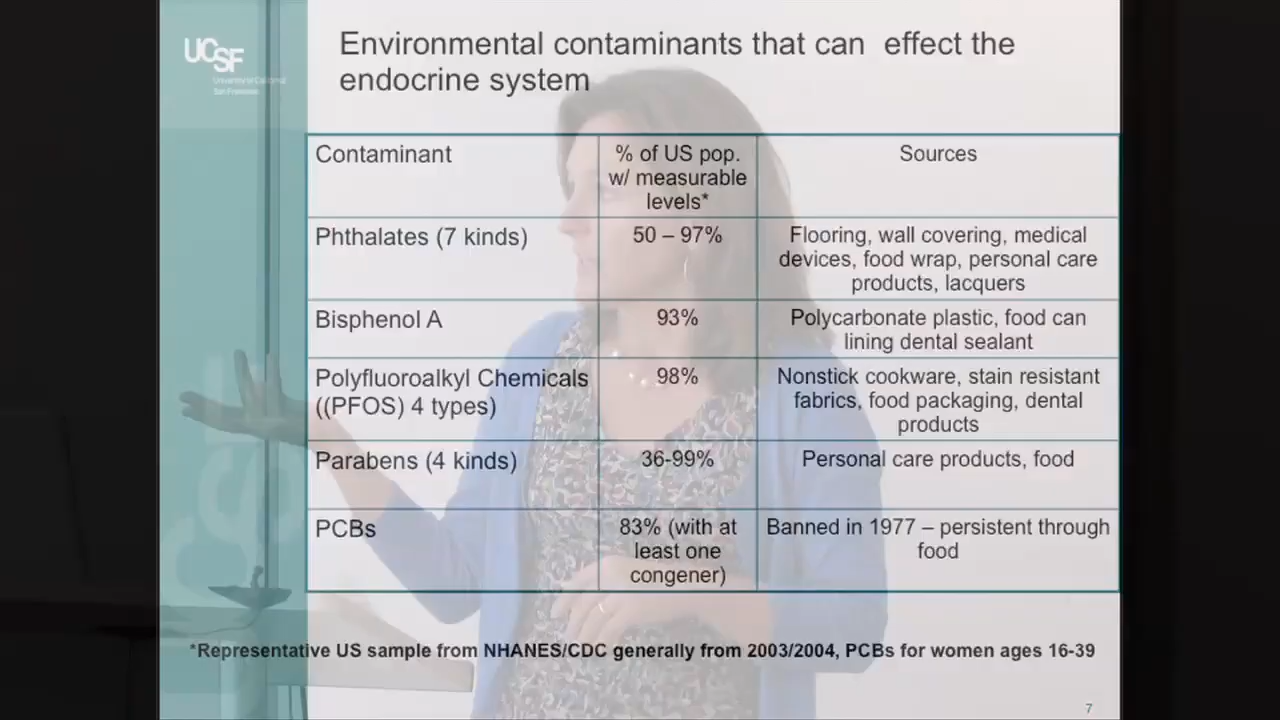 UCSF
University of California
San Francisco
Environmental contaminants that can effect the
endocrine system
Contaminant
% of US pop.
w/ measurable
levels*
Sources
Phthalates (7 kinds)
50 – 97%
Flooring, wall covering, medical
devices, food wrap, personal care
products, lacquers
Bisphenol A
93%
Polycarbonate plastic, food can
lining dental sealant
Polyfluoroalkyl Chemicals
((PFOS) 4 types)
98%
Nonstick cookware, stain resistant
fabrics, food packaging, dental
products
Parabens (4 kinds)
36-99%
Personal care products, food
PCBs
83% (with at
least one
congener)
Banned in 1977 – persistent through
food
*Representative US sample from NHANES/CDC generally from 2003/2004, PCBs for women ages 16-39
7